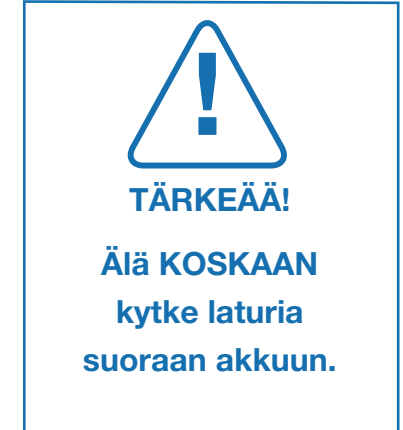 !
TÄRKEÄÄ!
Älä KOSKAAN
kytke laturia
suoraan akkuun.